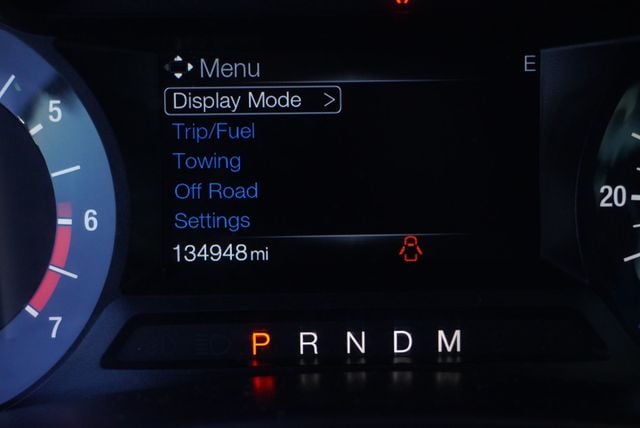 Menu
E
Display Mode >
Trip/Fuel
Towing
Off Road
Settings
134948 mi
5
6
7
20
P R N D M